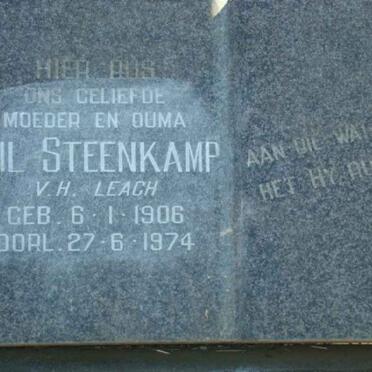 HIER RUS
ONS GELIEFDE
MOEDER EN OUMA
STEENKAMP
V.H. LEACH
GEB. 6-1-1906
OORL. 27-6-1974
AAN DIE WAT
HET HY